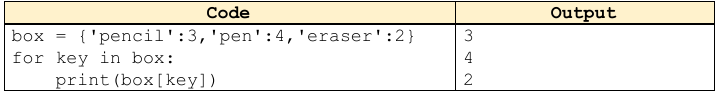 Code Output
box = {'pencil':3,'pen':4,'eraser':2} 3
for key in box: 4
    print(box[key]) 2